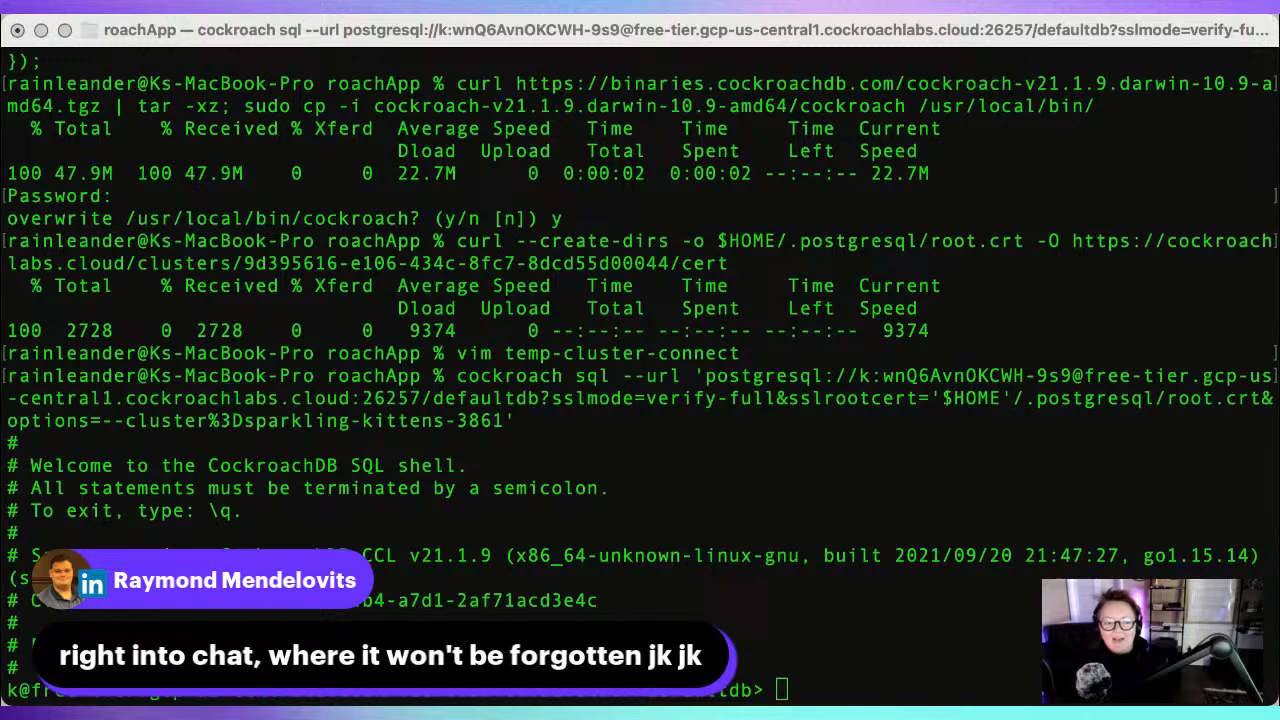 roachApp — cockroach sql --url postgresql://k:wnQ6AvnOKCWH-9s9@free-tier.gcp-us-central1.cockroachlabs.cloud:26257/defaultdb?sslmode=verify-fu...
});
rainleander@Ks-MacBook-Pro roachApp % curl https://binaries.cockroachdb.com/cockroach-v21.1.9.darwin-10.9-a
md64.tgz | tar -xz; sudo cp -i cockroach-v21.1.9.darwin-10.9-amd64/cockroach /usr/local/bin/
% Total % Received % Xferd Average Speed Time Time Time Current
Dload Upload Total Spent Left Speed
100 47.9M 100 47.9M 0 0 22.7M 0 0:00:02 0:00:02 --:--:-- 22.7M
Password:
overwrite /usr/local/bin/cockroach? (y/n [n]) y
rainleander@Ks-MacBook-Pro roachApp % curl --create-dirs -o $HOME/.postgresql/root.crt -O https://cockroach
labs.cloud/clusters/9d395616-e106-434c-8fc7-8dcd55d00044/cert
% Total % Received % Xferd Average Speed Time Time Time Current
Dload Upload Total Spent Left Speed
100 2728 0 2728 0 0 9374 0 --:--:-- --:--:-- --:--:-- 9374
rainleander@Ks-MacBook-Pro roachApp % vim temp-cluster-connect
rainleander@Ks-MacBook-Pro roachApp % cockroach sql --url 'postgresql://k:wnQ6AvnOKCWH-9s9@free-tier.gcp-us
-central1.cockroachlabs.cloud:26257/defaultdb?sslmode=verify-full&sslrootcert='$HOME'/.postgresql/root.crt&
options=--cluster%3Dsparkling-kittens-3861'
#
# Welcome to the CockroachDB SQL shell.
# All statements must be terminated by a semicolon.
# To exit, type: \q.
#
# CCL v21.1.9 (x86_64-unknown-linux-gnu, built 2021/09/20 21:47:27, go1.15.14)
(s
in Raymond Mendelovits
# C b4-a7d1-2af71acd3e4c
#
#
right into chat, where it won't be forgotten jk jk
#
k@fr tdb>